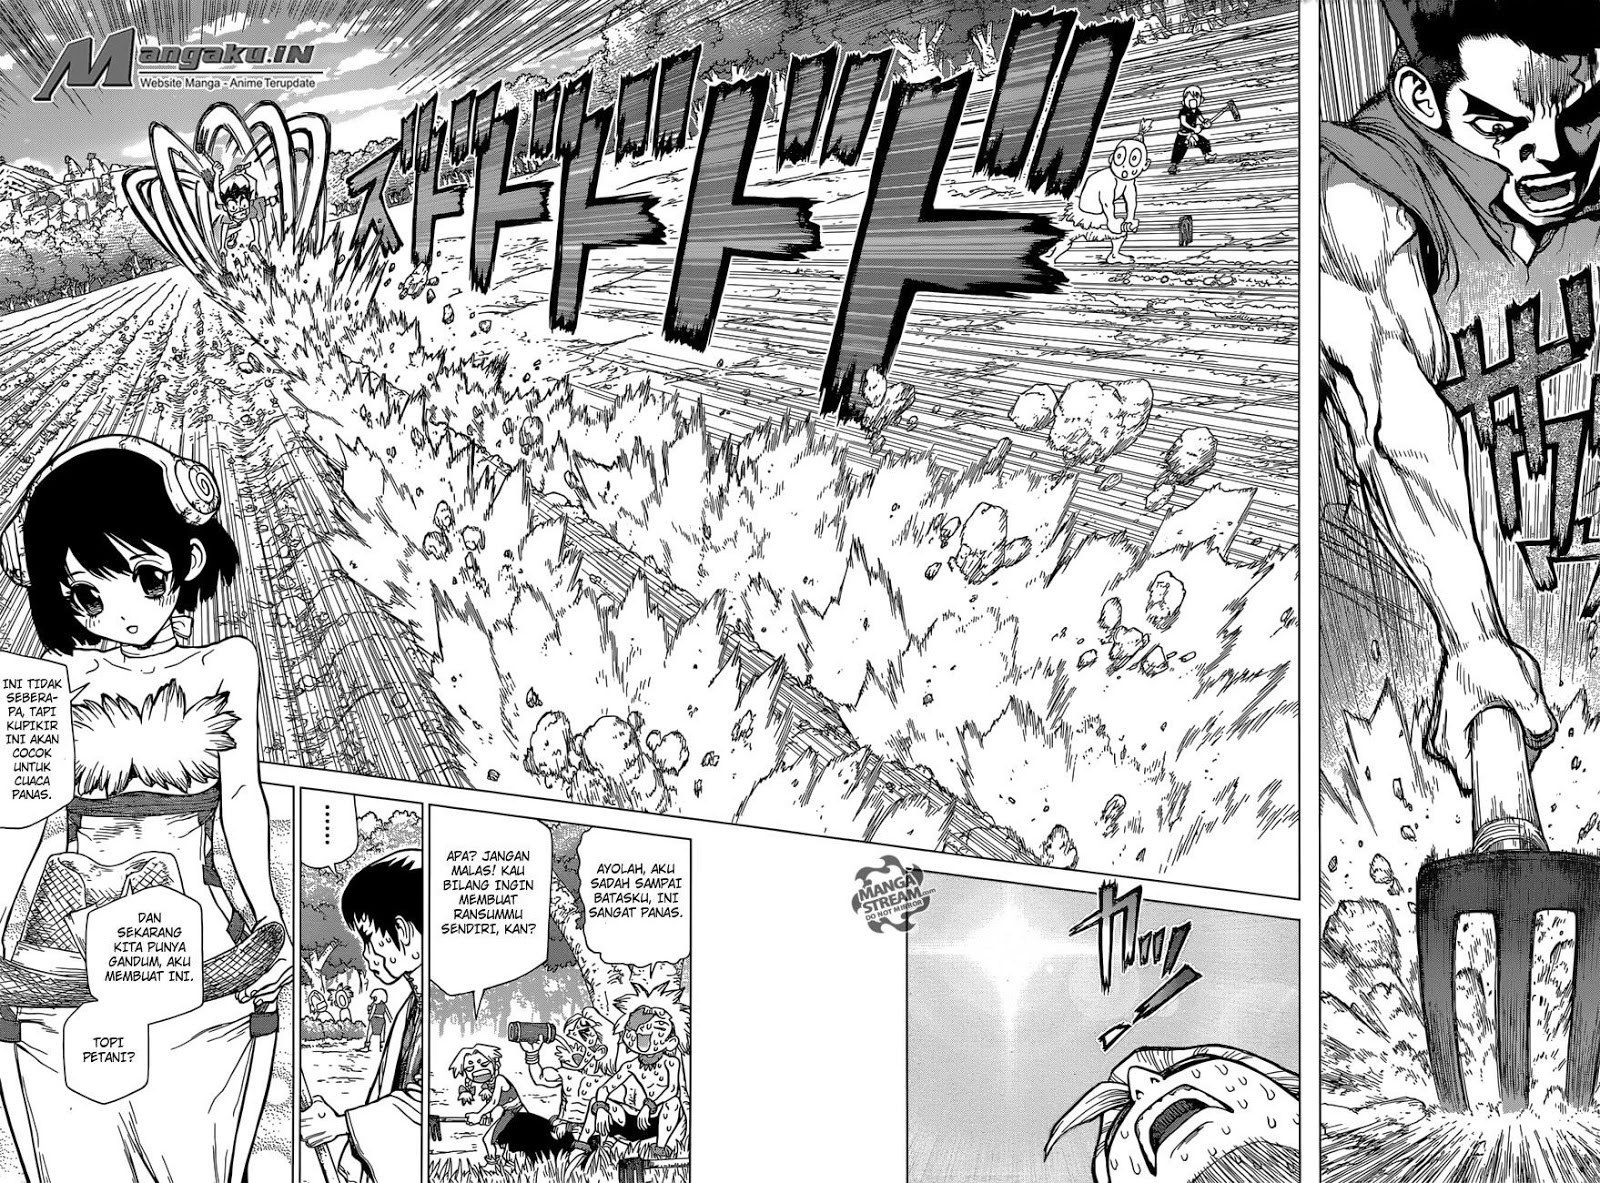 MANGAKU.IN
Website Manga - Anime Terupdate
ズドドドドドド
カッ
MANGA
STREAM.com
DO NOT MIRROR
AYOLAH, AKU
SADAH SAMPAI
BATASKU, INI
SANGAT PANAS.
APA? JANGAN
MALAS! KAU
BILANG INGIN
MEMBUAT
RANSUMMU
SENDIRI, KAN?
......
INI TIDAK
SEBERA-
PA, TAPI
KUPIKIR
INI AKAN
COCOK
UNTUK
CUACA
PANAS.
DAN
SEKARANG
KITA PUNYA
GANDUM, AKU
MEMBUAT INI.
TOPI
PETANI?